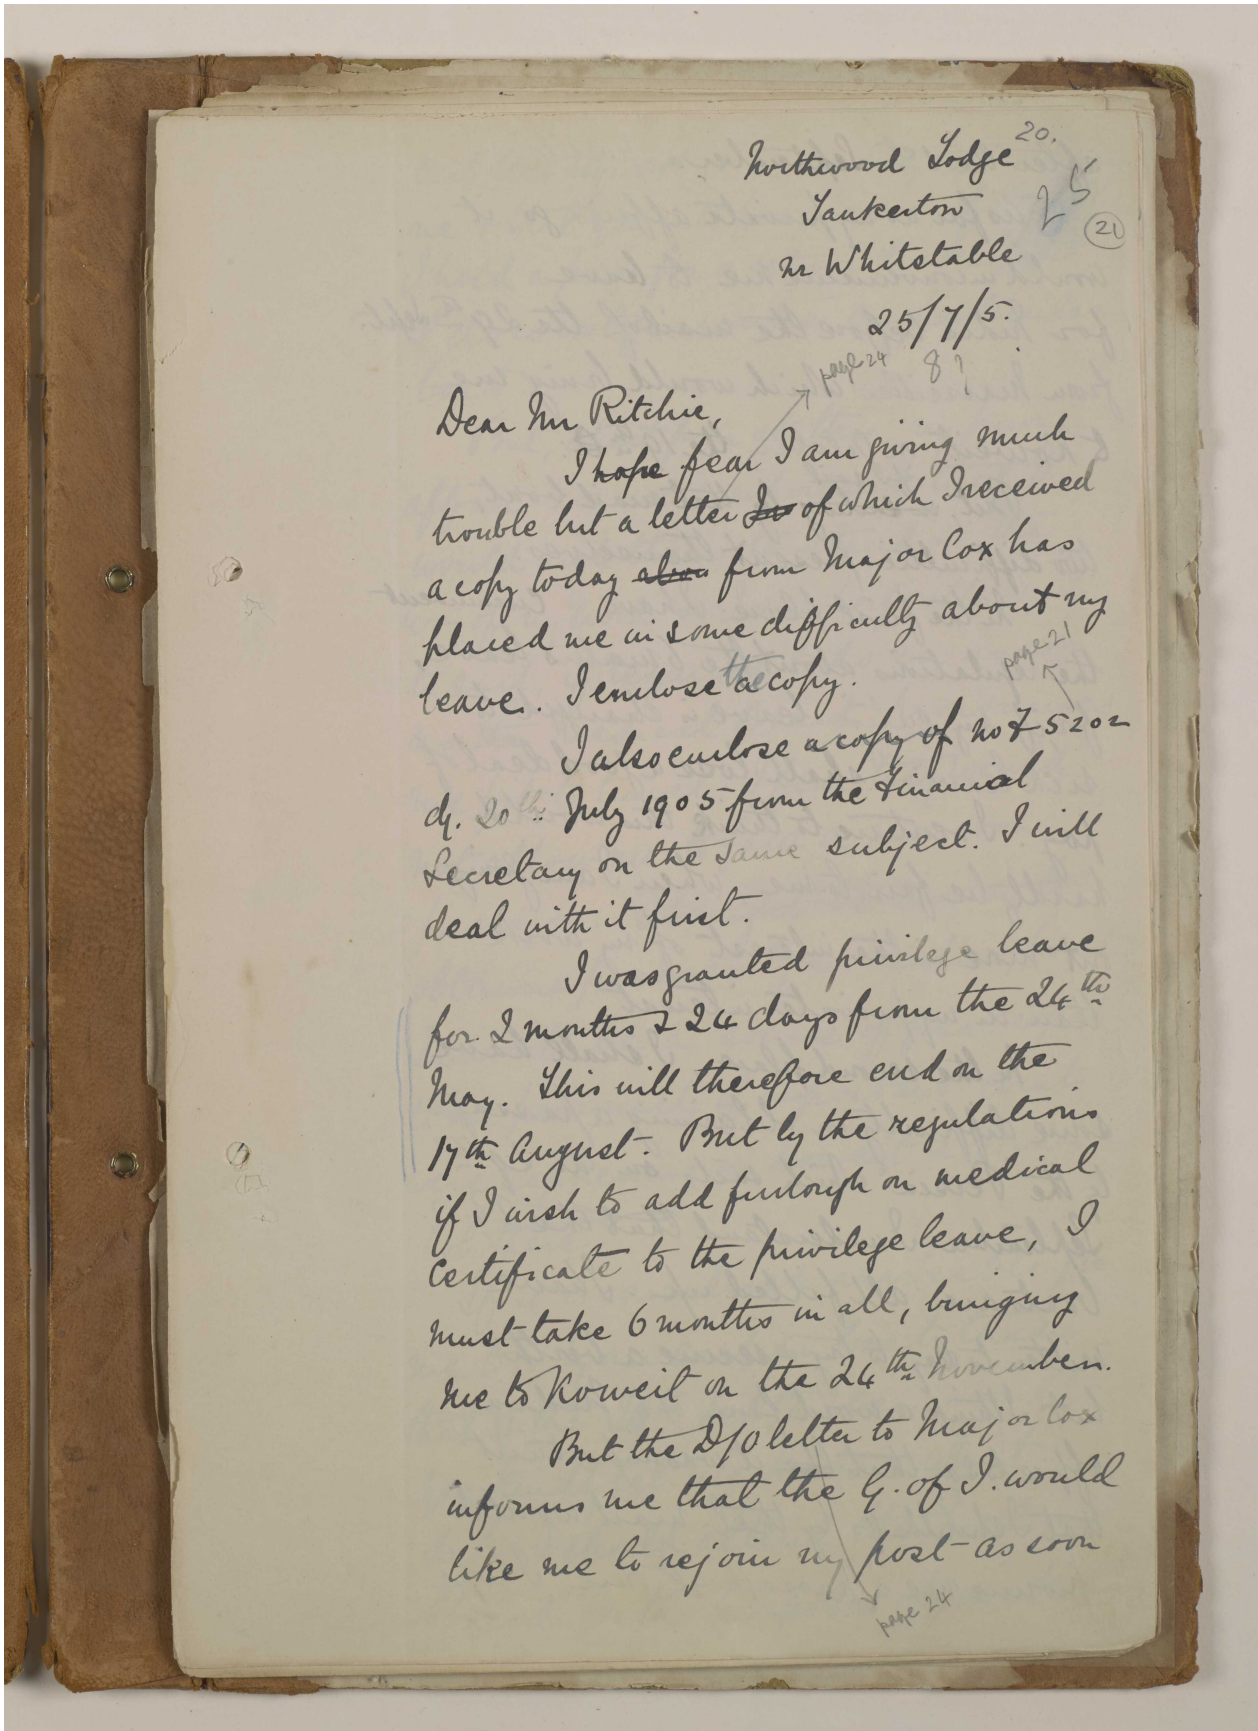 20.
Northwood Lodge
25
Tankerton
21
nr Whitstable
25/7/5.
page 24
8?
Dear Mr Ritchie,
I hope fear I am giving much
trouble but a letter of which I received
a copy today from Major Cox has
placed me in some difficulty about my
page 21
leave. I enclose the a copy.
I also enclose a copy of no F 5202
d/. 20th July 1905 from the Financial
Secretary on the same subject. I will
deal with it first.
I was granted privilege leave
for 2 months & 24 days from the 24th
May. This will therefore end on the
17th August. But by the regulations
if I wish to add furlough on medical
certificate to the privilege leave, I
must take 6 months in all, bringing
me to Koweit on the 24th November.
But the D/O letter to Major Cox
informs me that the G. of I. would
like me to rejoin my post as soon
page 24